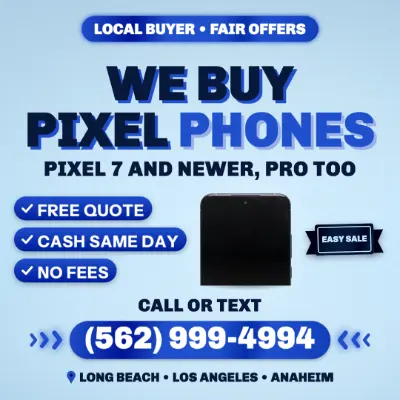 LOCAL BUYER • FAIR OFFERS
WE BUY
PIXEL PHONES
PIXEL 7 AND NEWER, PRO TOO
FREE QUOTE
CASH SAME DAY
NO FEES
EASY SALE
CALL OR TEXT
(562) 999-4994
LONG BEACH • LOS ANGELES • ANAHEIM